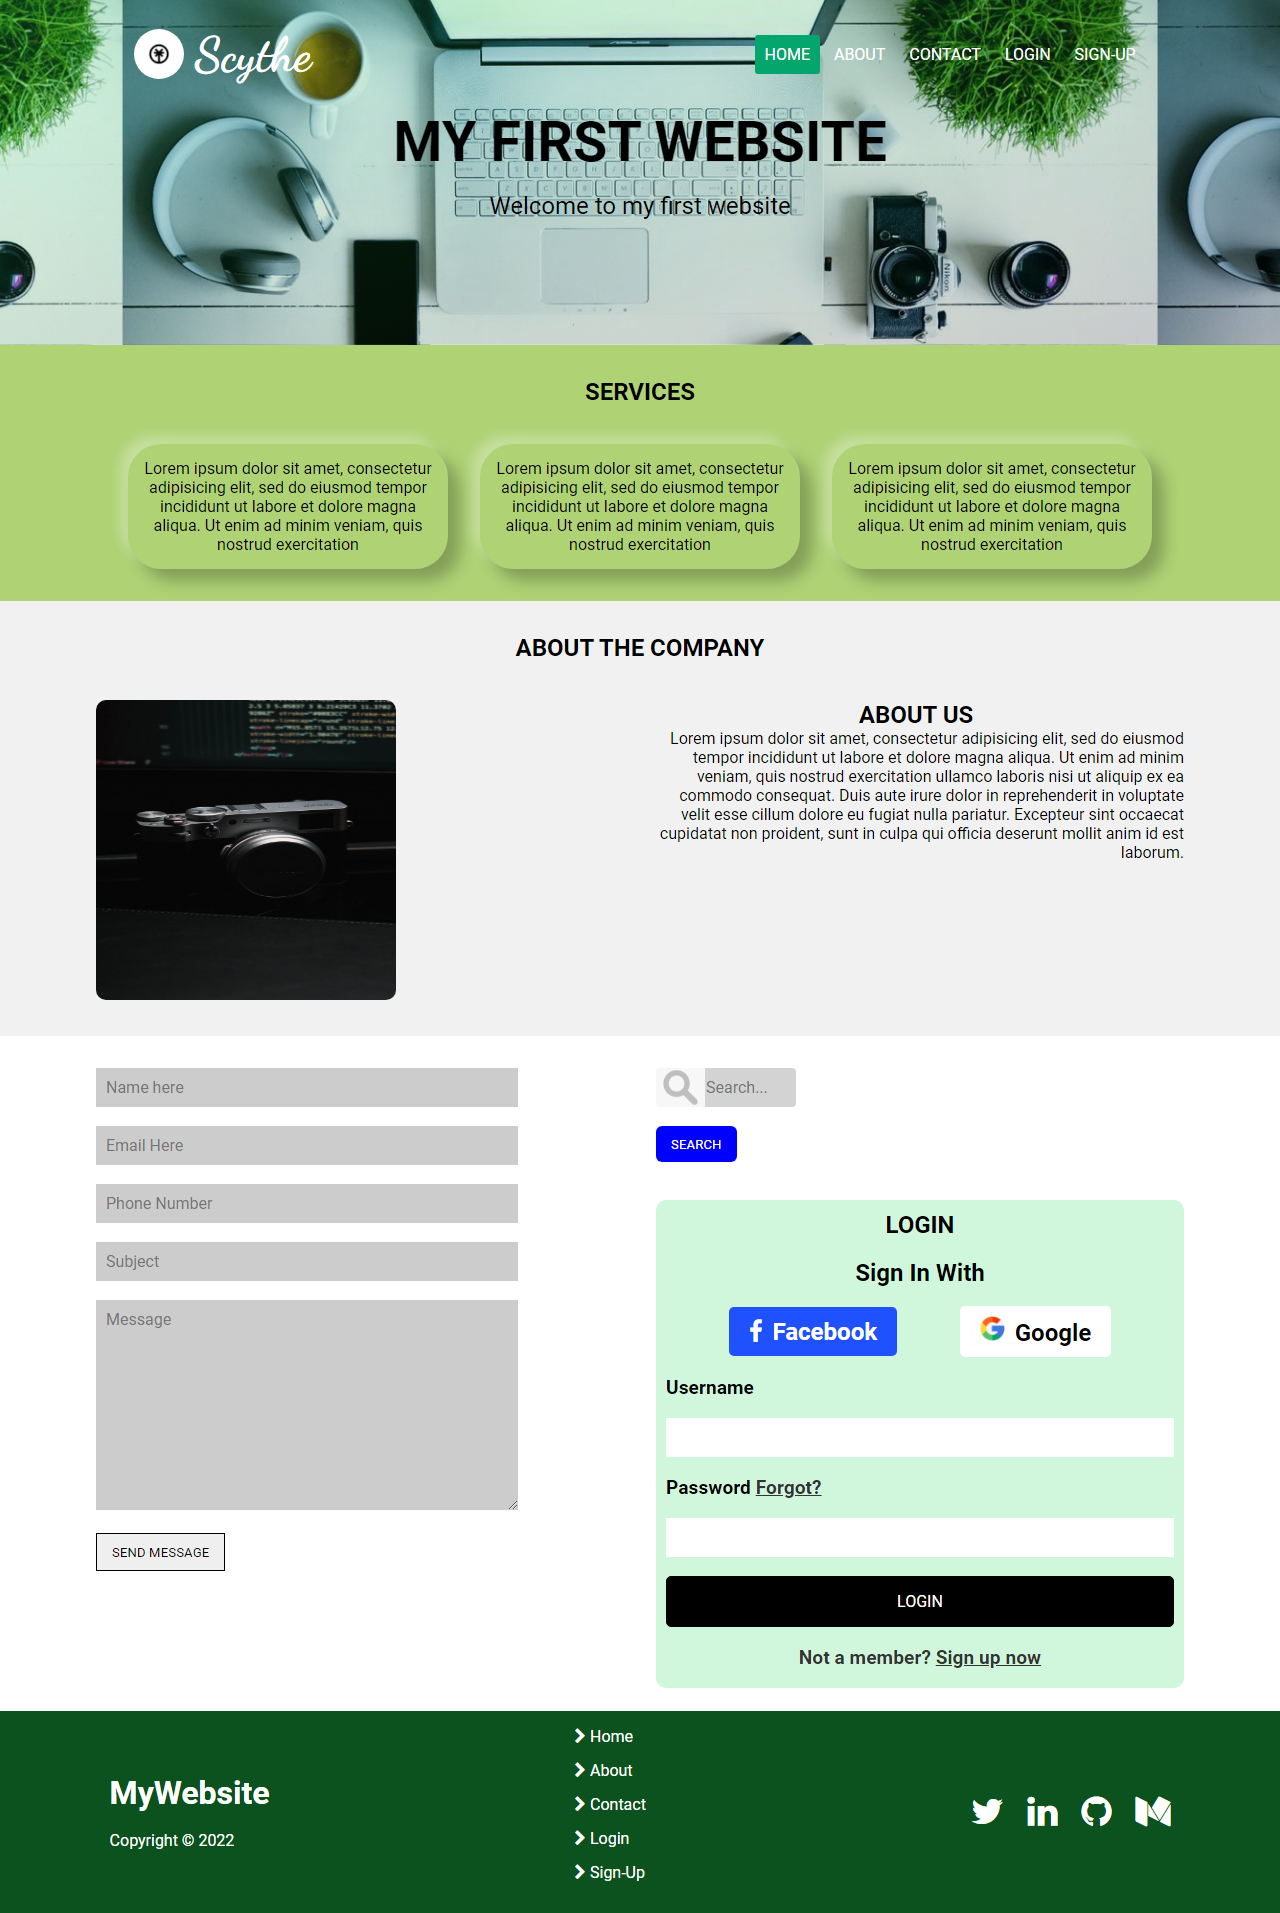 Scythe
HOME ABOUT CONTACT LOGIN SIGN-UP
MY FIRST WEBSITE
Welcome to my first website.
SERVICES
Lorem ipsum dolor sit amet, consectetur
adipisicing elit, sed do eiusmod tempor
incididunt ut labore et dolore magna
aliqua. Ut enim ad minim veniam, quis
nostrud exercitation
Lorem ipsum dolor sit amet, consectetur
adipisicing elit, sed do eiusmod tempor
incididunt ut labore et dolore magna
aliqua. Ut enim ad minim veniam, quis
nostrud exercitation
Lorem ipsum dolor sit amet, consectetur
adipisicing elit, sed do eiusmod tempor
incididunt ut labore et dolore magna
aliqua. Ut enim ad minim veniam, quis
nostrud exercitation
ABOUT THE COMPANY
ABOUT US
Lorem ipsum dolor sit amet, consectetur adipisicing elit, sed do eiusmod
tempor incididunt ut labore et dolore magna aliqua. Ut enim ad minim
veniam, quis nostrud exercitation ullamco laboris nisi ut aliquip ex ea
commodo consequat. Duis aute irure dolor in reprehenderit in voluptate
velit esse cillum dolore eu fugiat nulla pariatur. Excepteur sint occaecat
cupidatat non proident, sunt in culpa qui officia deserunt mollit anim id est
laborum.
Name here
Email Here
Phone Number
Subject
Message
SEND MESSAGE
Search...
SEARCH
LOGIN
Sign In With
Facebook
Google
Username
Password Forgot?
LOGIN
Not a member? Sign up now
MyWebsite
Copyright © 2022
Home
About
Contact
Login
Sign-Up